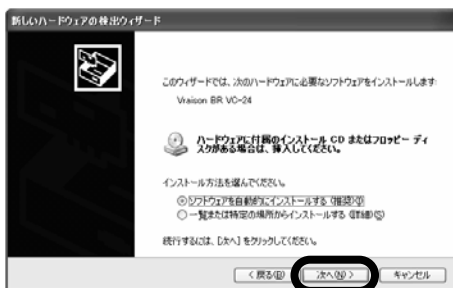 新しいハードウェアの検出ウィザード
このウィザードでは、次のハードウェアに必要なソフトウェアをインストールします:
Vraison BR VC-24
ハードウェアに付属のインストール CD またはフロッピー ディ
スクがある場合は、挿入してください。
インストール方法を選んでください。
ソフトウェアを自動的にインストールする (推奨)(I)
一覧または特定の場所からインストールする (詳細)(S)
続行するには、[次へ] をクリックしてください。
< 戻る(B)
次へ(N) >
キャンセル